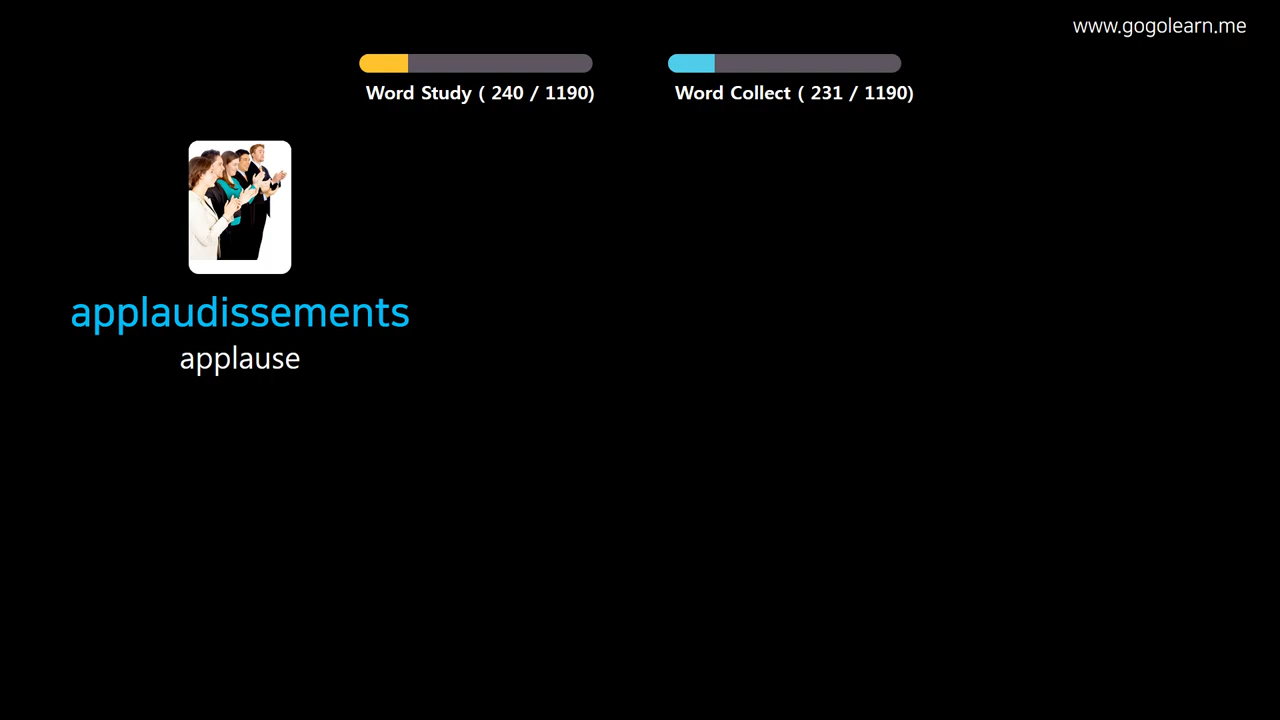 www.gogolearn.me
Word Study ( 240 / 1190)
Word Collect ( 231 / 1190)
applaudissements
applause